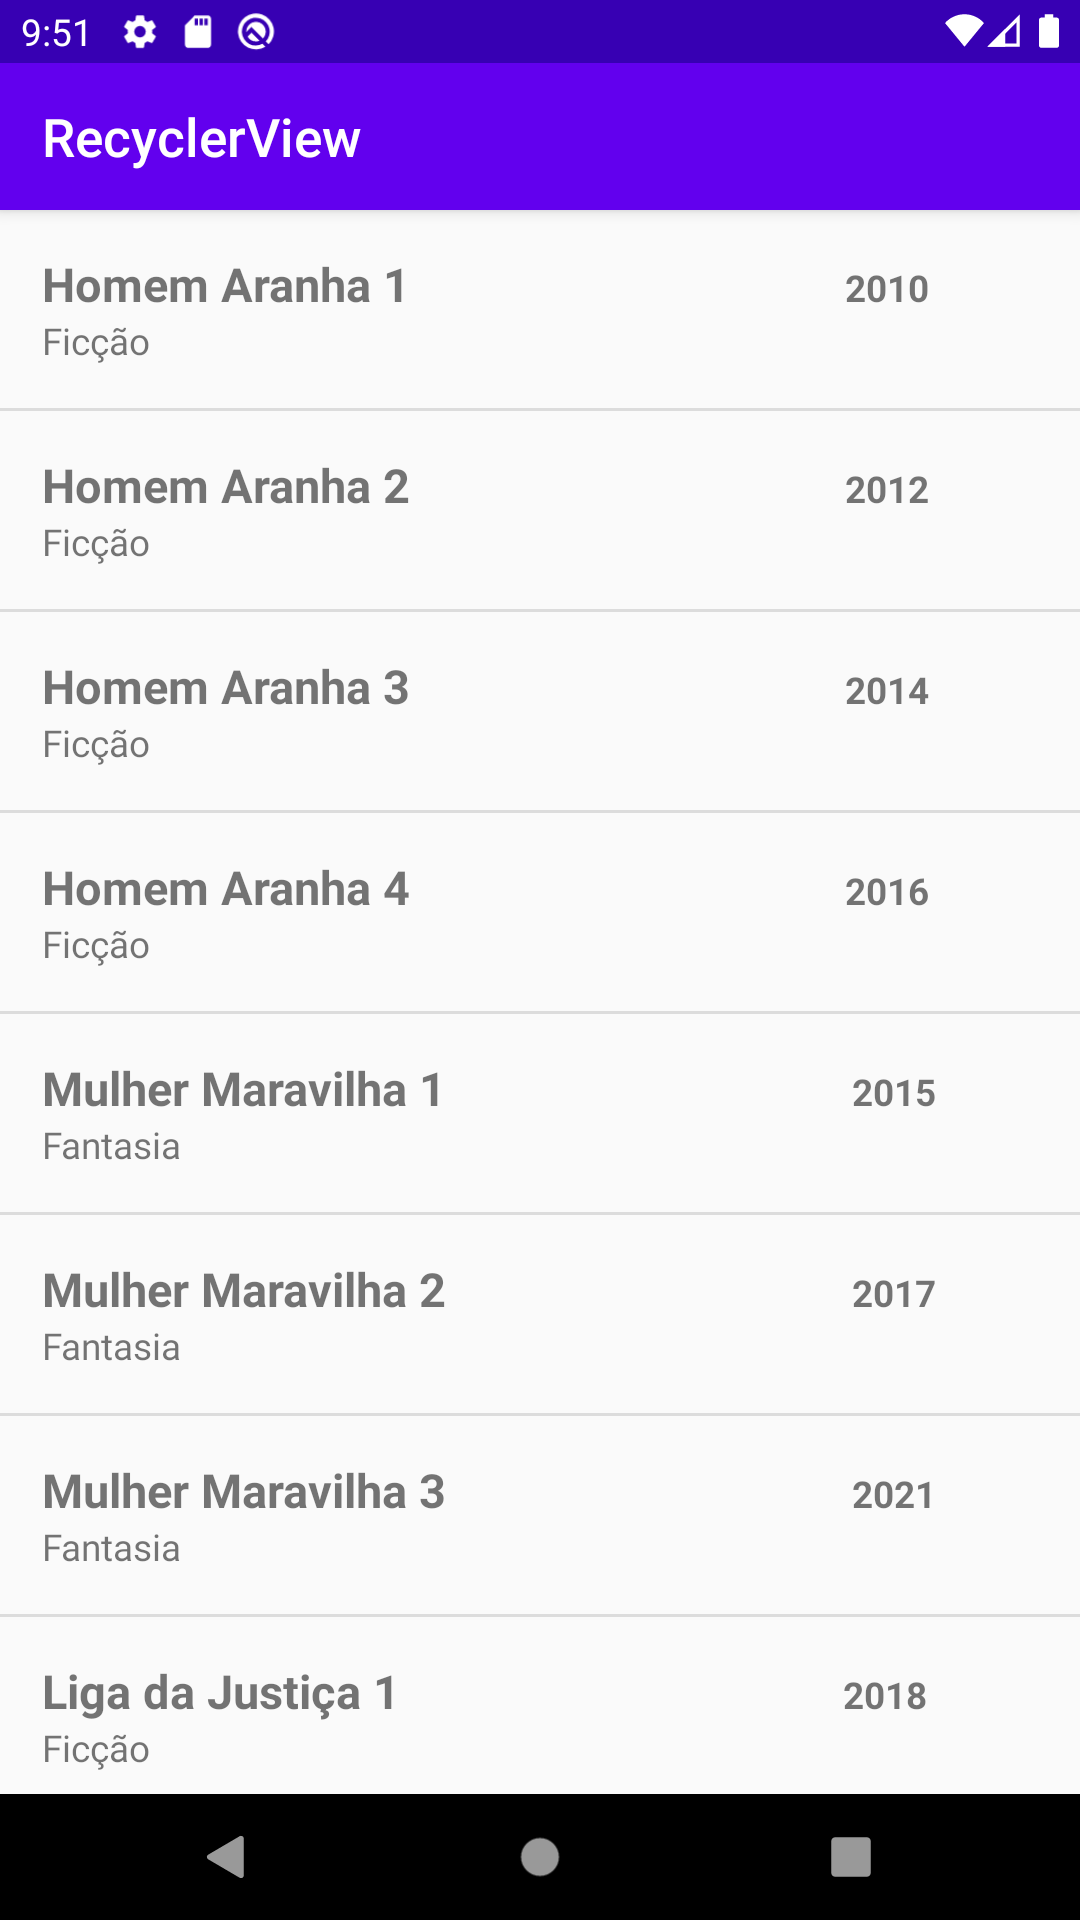 9:51
RecyclerView
Homem Aranha 1 2010
Ficção
Homem Aranha 2 2012
Ficção
Homem Aranha 3 2014
Ficção
Homem Aranha 4 2016
Ficção
Mulher Maravilha 1 2015
Fantasia
Mulher Maravilha 2 2017
Fantasia
Mulher Maravilha 3 2021
Fantasia
Liga da Justiça 1 2018
Ficção